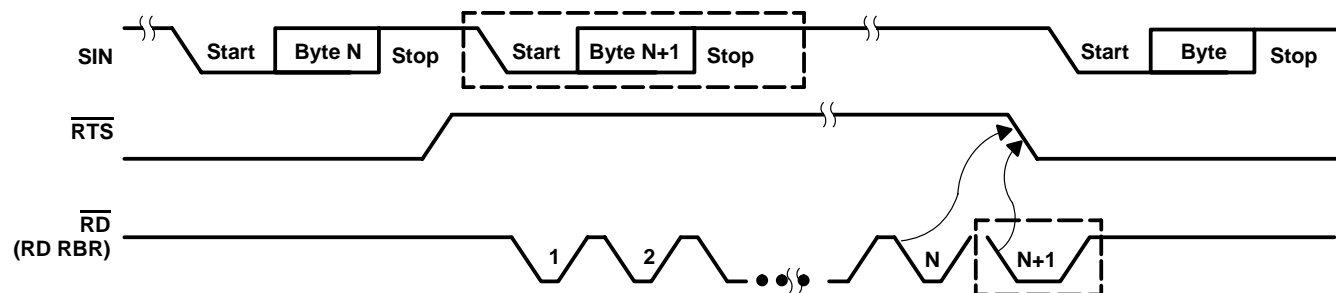 SIN
Start
Byte N
Stop
Start
Byte N+1
Stop
Start
Byte
Stop
RTS
RD
(RD RBR)
1
2
N
N+1